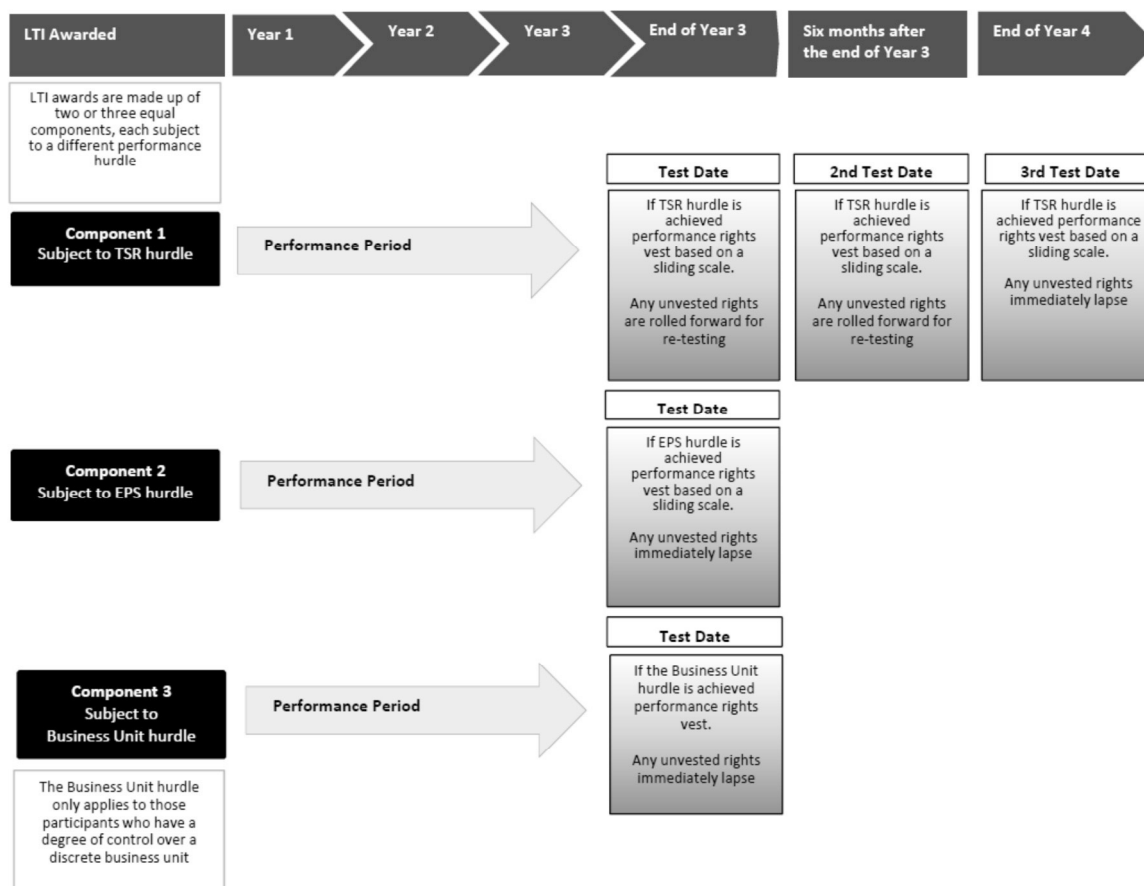 LTI Awarded
Year 1
Year 2
Year 3
End of Year 3
Six months after
the end of Year 3
End of Year 4
LTI awards are made up of
two or three equal
components, each subject
to a different performance
hurdle
Component 1
Subject to TSR hurdle
Performance Period
Test Date
If TSR hurdle is
achieved
performance rights
vest based on a
sliding scale.
Any unvested rights
are rolled forward for
re-testing
2nd Test Date
If TSR hurdle is
achieved
performance rights
vest based on a
sliding scale.
Any unvested rights
are rolled forward for
re-testing
3rd Test Date
If TSR hurdle is
achieved performance
rights vest based on a
sliding scale.
Any unvested rights
immediately lapse
Component 2
Subject to EPS hurdle
Performance Period
Test Date
If EPS hurdle is
achieved
performance rights
vest based on a
sliding scale.
Any unvested rights
immediately lapse
Component 3
Subject to
Business Unit hurdle
Performance Period
Test Date
If the Business Unit
hurdle is achieved
performance rights
vest.
Any unvested rights
immediately lapse
The Business Unit hurdle
only applies to those
participants who have a
degree of control over a
discrete business unit